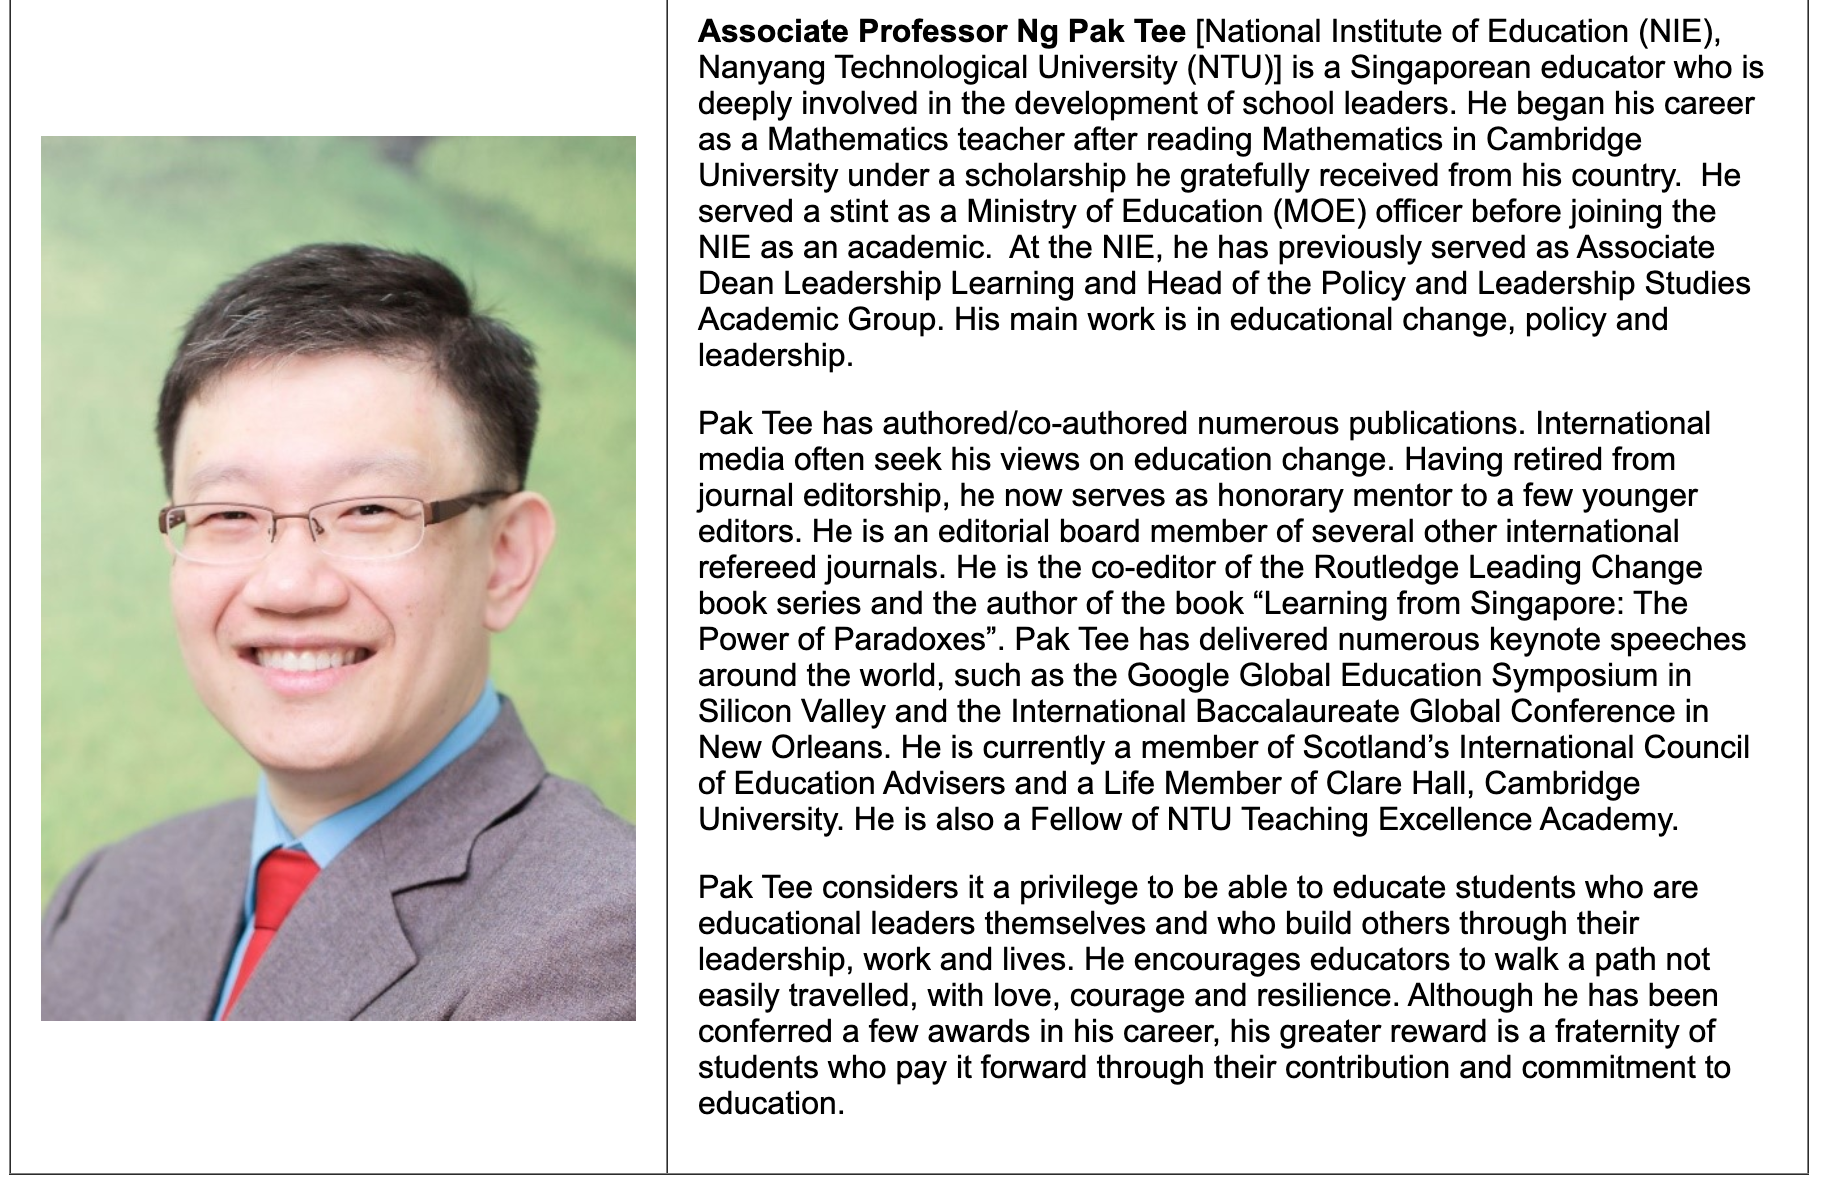 Associate Professor Ng Pak Tee [National Institute of Education (NIE),
Nanyang Technological University (NTU)] is a Singaporean educator who is
deeply involved in the development of school leaders. He began his career
as a Mathematics teacher after reading Mathematics in Cambridge
University under a scholarship he gratefully received from his country.  He
served a stint as a Ministry of Education (MOE) officer before joining the
NIE as an academic.  At the NIE, he has previously served as Associate
Dean Leadership Learning and Head of the Policy and Leadership Studies
Academic Group. His main work is in educational change, policy and
leadership.
Pak Tee has authored/co-authored numerous publications. International
media often seek his views on education change. Having retired from
journal editorship, he now serves as honorary mentor to a few younger
editors. He is an editorial board member of several other international
refereed journals. He is the co-editor of the Routledge Leading Change
book series and the author of the book “Learning from Singapore: The
Power of Paradoxes”. Pak Tee has delivered numerous keynote speeches
around the world, such as the Google Global Education Symposium in
Silicon Valley and the International Baccalaureate Global Conference in
New Orleans. He is currently a member of Scotland’s International Council
of Education Advisers and a Life Member of Clare Hall, Cambridge
University. He is also a Fellow of NTU Teaching Excellence Academy.
Pak Tee considers it a privilege to be able to educate students who are
educational leaders themselves and who build others through their
leadership, work and lives. He encourages educators to walk a path not
easily travelled, with love, courage and resilience. Although he has been
conferred a few awards in his career, his greater reward is a fraternity of
students who pay it forward through their contribution and commitment to
education.